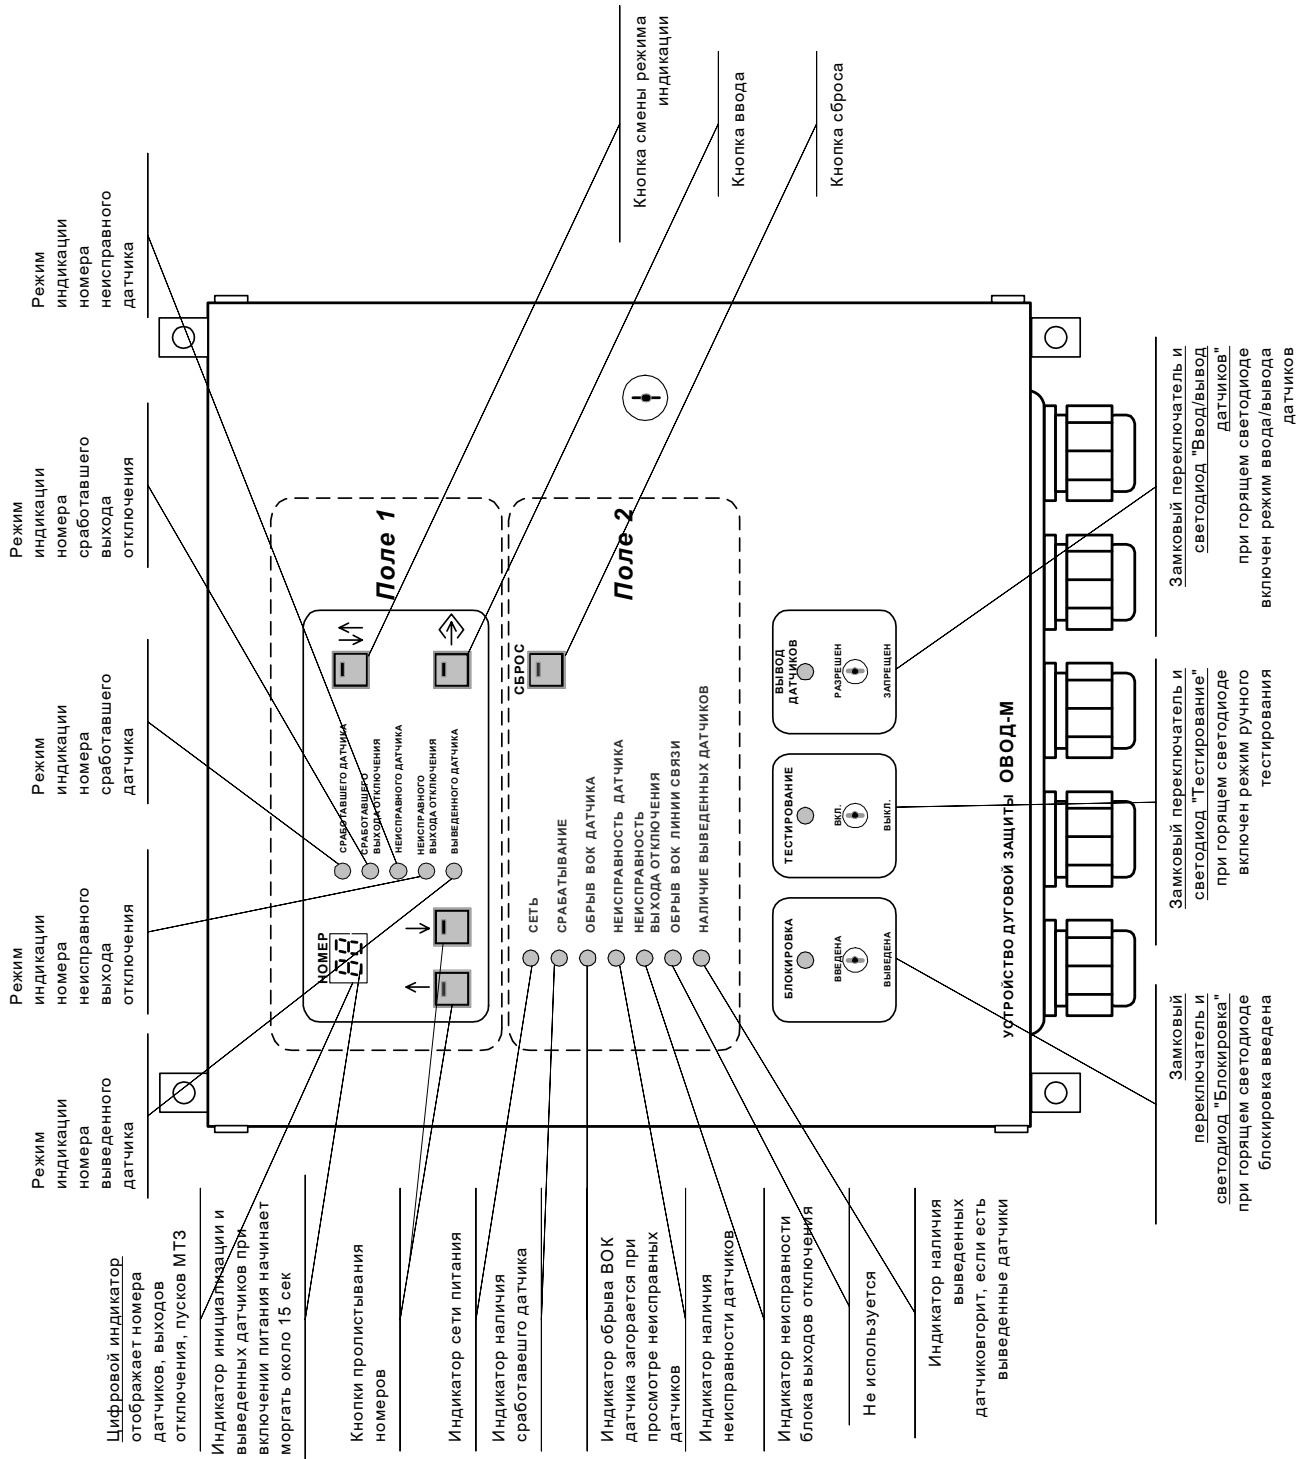 Цифровой индикатор
отображает номера
датчиков, выходов
отключения, пусков МТЗ
Индикатор инициализации и
выведенных датчиков при
включении питания начинает
моргать около 15 сек
Кнопки пролистывания
номеров
Индикатор сети питания
Индикатор наличия
сработавешго датчика
Индикатор обрыва ВОК
датчика загорается при
просмотре неисправных
датчиков
Индикатор наличия
неисправности датчиков
Индикатор неисправности
блока выходов отключения
Не используется
Индикатор наличия
выведенных
датчиковгорит, если есть
выведенные датчики
Режим
индикации
номера
выведенного
датчика
Режим
индикации
номера
неисправного
выхода
отключения
Режим
индикации
номера
сработавшего
датчика
Режим
индикации
номера
сработавшего
выхода
отключения
Режим
индикации
номера
неисправного
датчика
Кнопка смены режима
индикации
Кнопка ввода
Кнопка сброса
НОМЕР
88
СРАБОТАВШЕГО ДАТЧИКА
СРАБОТАВШЕГО
ВЫХОДА ОТКЛЮЧЕНИЯ
НЕИСПРАВНОГО ДАТЧИКА
НЕИСПРАВНОГО
ВЫХОДА ОТКЛЮЧЕНИЯ
ВЫВЕДЕННОГО ДАТЧИКА
Поле 1
СБРОС
СЕТЬ
СРАБАТЫВАНИЕ
ОБРЫВ ВОК ДАТЧИКА
НЕИСПРАВНОСТЬ ДАТЧИКА
НЕИСПРАВНОСТЬ
ВЫХОДА ОТКЛЮЧЕНИЯ
ОБРЫВ ВОК ЛИНИИ СВЯЗИ
НАЛИЧИЕ ВЫВЕДЕННЫХ ДАТЧИКОВ
Поле 2
БЛОКИРОВКА
ВВЕДЕНА
ВЫВЕДЕНА
ТЕСТИРОВАНИЕ
ВКЛ.
ВЫКЛ.
ВЫВОД
ДАТЧИКОВ
РАЗРЕШЕН
ЗАПРЕЩЕН
УСТРОЙСТВО ДУГОВОЙ ЗАЩИТЫ ОВОД-М
Замковый
переключатель и
светодиод "Блокировка"
при горящем светодиоде
блокировка введена
Замковый переключатель и
светодиод "Тестирование"
при горящем светодиоде
включен режим ручного
тестирования
Замковый переключатель и
светодиод "Ввод/вывод
датчиков"
при горящем светодиоде
включен режим ввода/вывода
датчиков